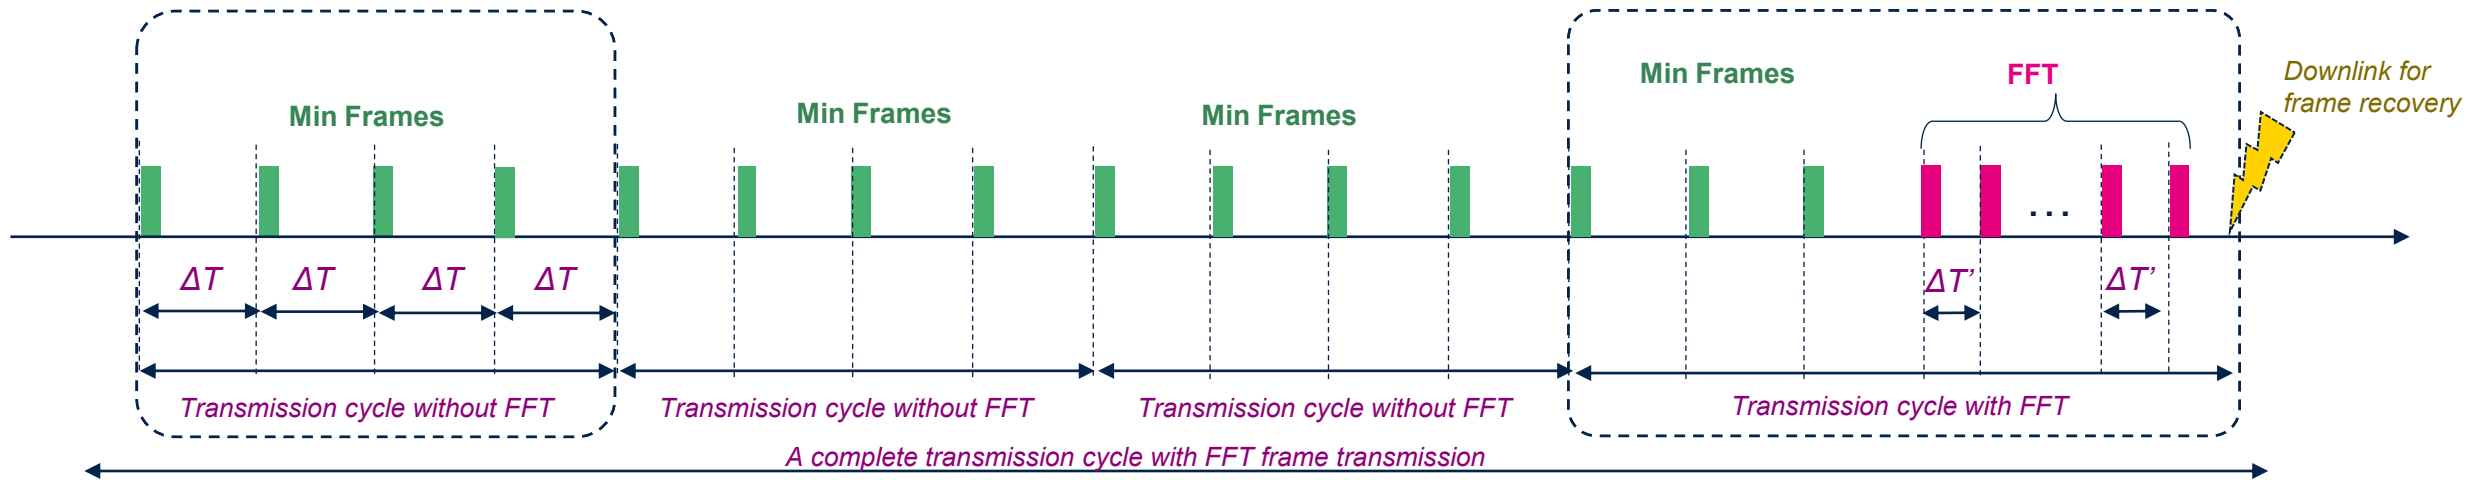 Min Frames
Min Frames
Min Frames
Min Frames
FFT
Downlink for
frame recovery
...
ΔT
ΔT
ΔT
ΔT
ΔT’
ΔT’
Transmission cycle without FFT
Transmission cycle without FFT
Transmission cycle without FFT
Transmission cycle with FFT
A complete transmission cycle with FFT frame transmission